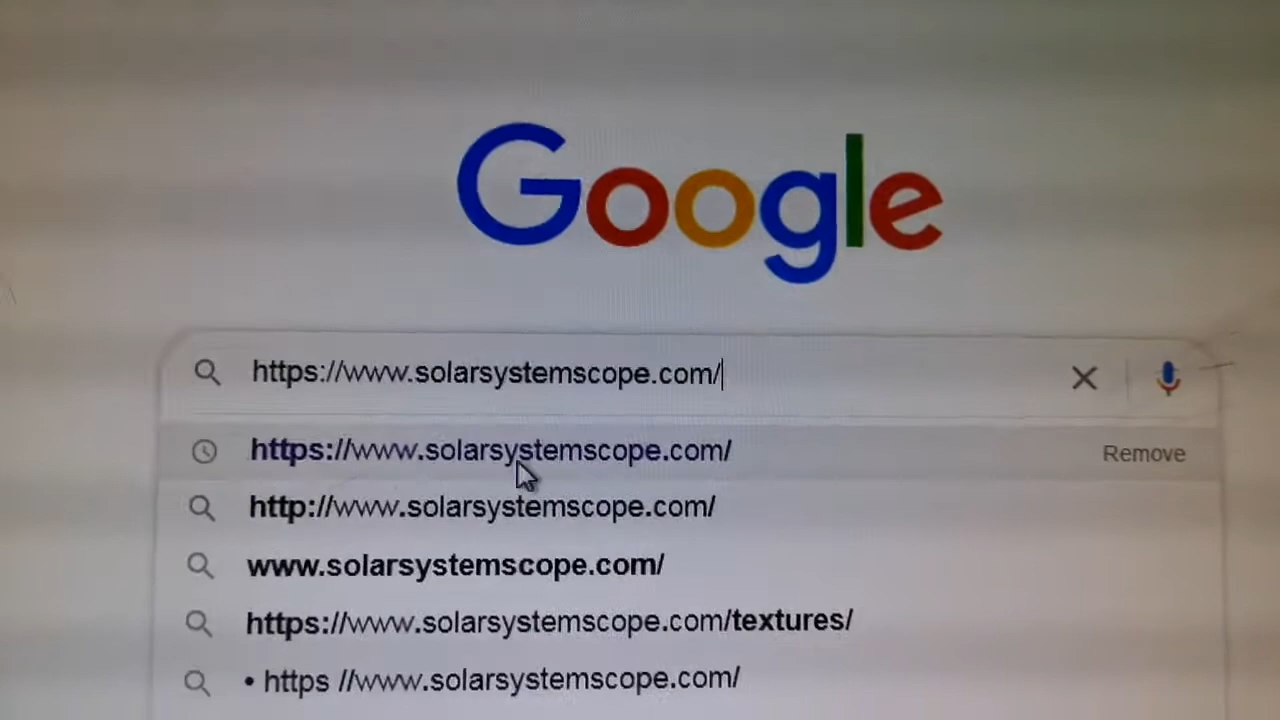 Google
https://www.solarsystemscope.com/
https://www.solarsystemscope.com/ Remove
http://www.solarsystemscope.com/
www.solarsystemscope.com/
https://www.solarsystemscope.com/textures/
• https //www.solarsystemscope.com/